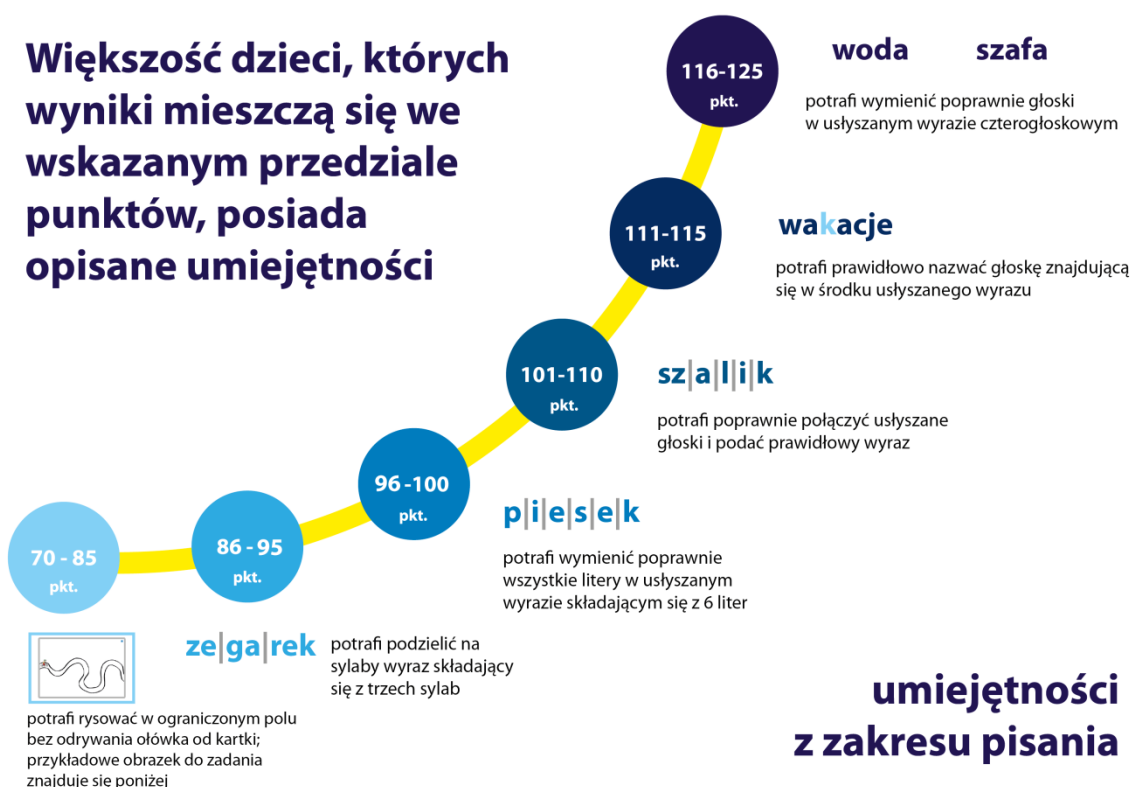 Większość dzieci, których
wyniki mieszczą się we
wskazanym przedziale
punktów, posiada
opisane umiejętności
116-125
pkt.
woda szafa
potrafi wymienić poprawnie głoski
w usłyszanym wyrazie czterogłoskowym
111-115
pkt.
wakacje
potrafi prawidłowo nazwać głoskę znajdującą
się w środku usłyszanego wyrazu
101-110
pkt.
sz|a|l|i|k
potrafi poprawnie połączyć usłyszane
głoski i podać prawidłowy wyraz
96-100
pkt.
p|i|e|s|e|k
potrafi wymienić poprawnie
wszystkie litery w usłyszanym
wyrazie składającym się z 6 liter
86-95
pkt.
ze|ga|rek
potrafi podzielić na
sylaby wyraz składający
się z trzech sylab
70 - 85
pkt.
potrafi rysować w ograniczonym polu
bez odrywania ołówka od kartki;
przykładowe obrazek do zadania
znajduje się poniżej
umiejętności
z zakresu pisania